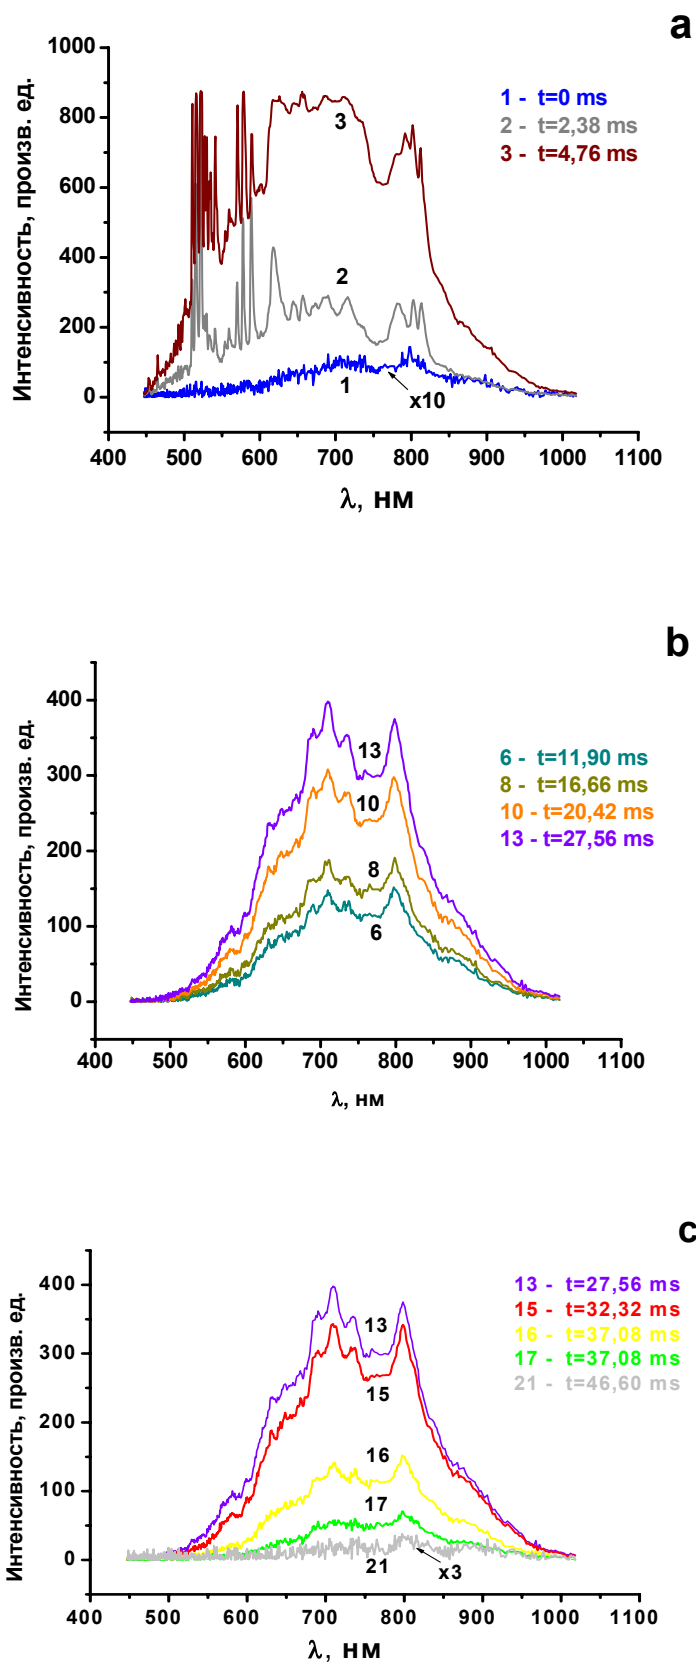 a
1000
800
600
400
200
0
Интенсивность, произв. ед.
1 - t=0 ms
2 - t=2,38 ms
3 - t=4,76 ms
3
2
1
x10
400 500 600 700 800 900 1000 1100
λ, нм
b
400
300
200
100
0
Интенсивность, произв. ед.
6 - t=11,90 ms
8 - t=16,66 ms
10 - t=20,42 ms
13 - t=27,56 ms
13
10
8
6
400 500 600 700 800 900 1000 1100
λ, нм
c
400
300
200
100
0
Интенсивность, произв. ед.
13 - t=27,56 ms
15 - t=32,32 ms
16 - t=37,08 ms
17 - t=37,08 ms
21 - t=46,60 ms
13
15
16
17
21
x3
400 500 600 700 800 900 1000 1100
λ, нм